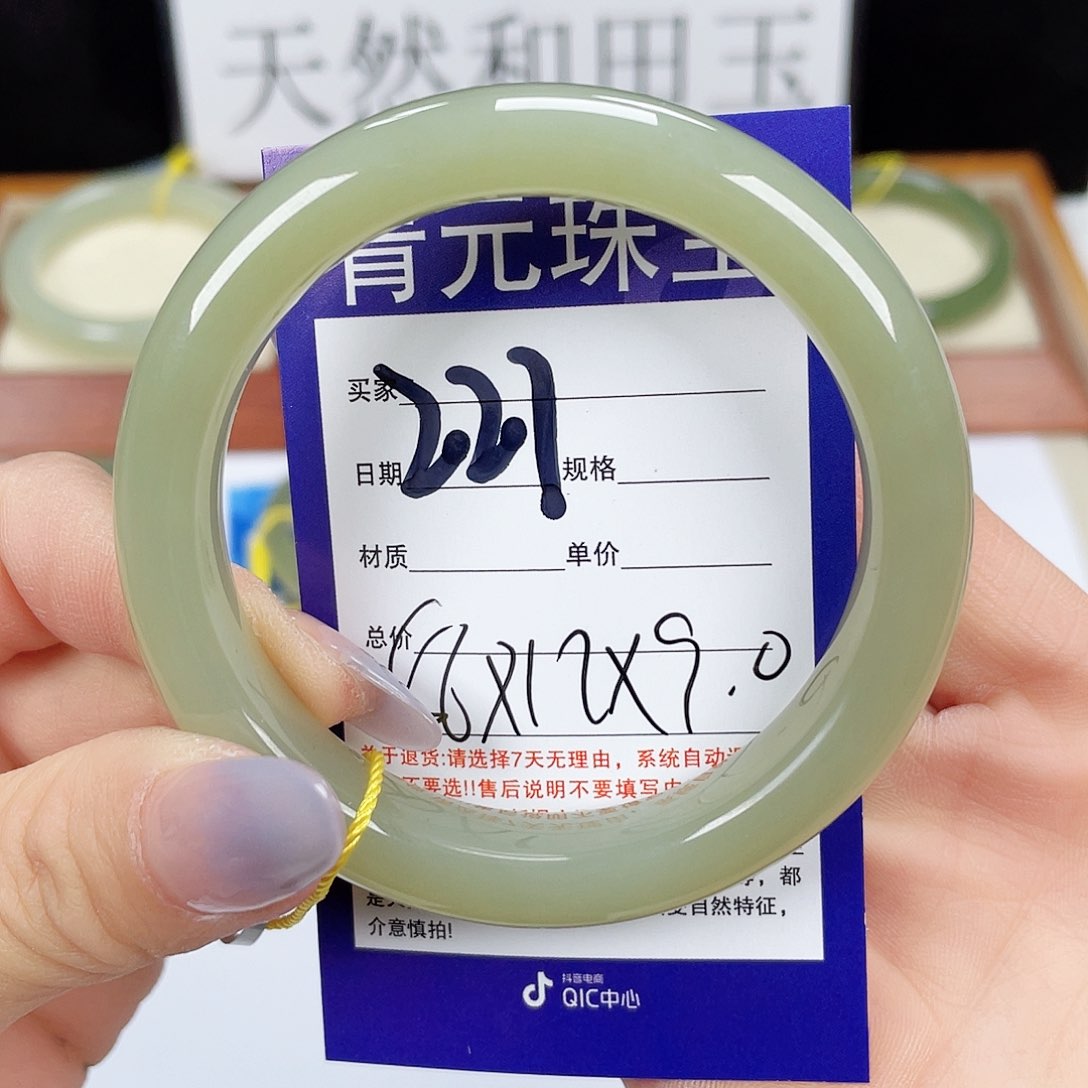 天然和田玉
青元珠宝
买家
221
日期 规格
材质 单价
总价
56x12x9.0
关于退货:请选择7天无理由，系统自动
不要选!!售后说明不要填写
都
自然特征，
介意慎拍!
抖音电商
QIC中心